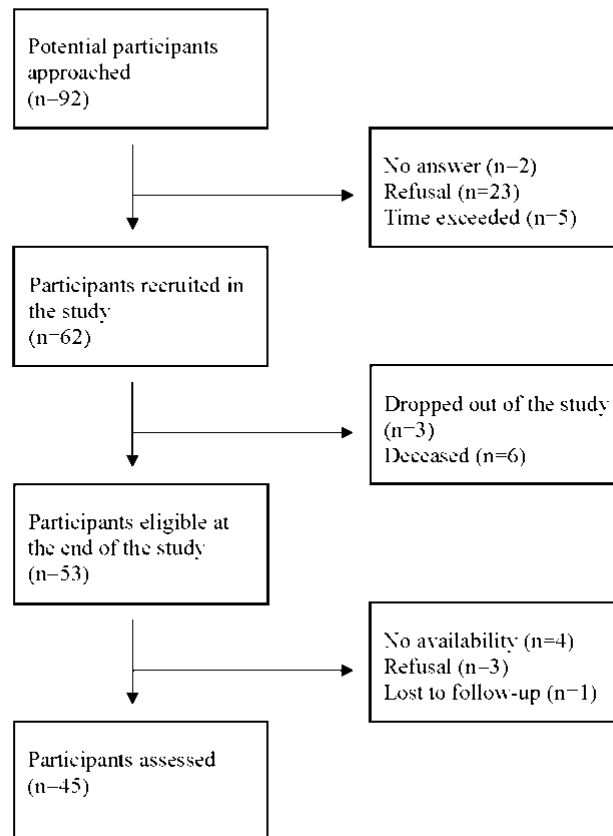 Potential participants
approached
(n=92)
No answer (n=2)
Refusal (n=23)
Time exceeded (n=5)
Participants recruited in
the study
(n=62)
Dropped out of the study
(n=3)
Deceased (n=6)
Participants eligible at
the end of the study
(n=53)
No availability (n=4)
Refusal (n=3)
Lost to follow-up (n=1)
Participants assessed
(n=45)